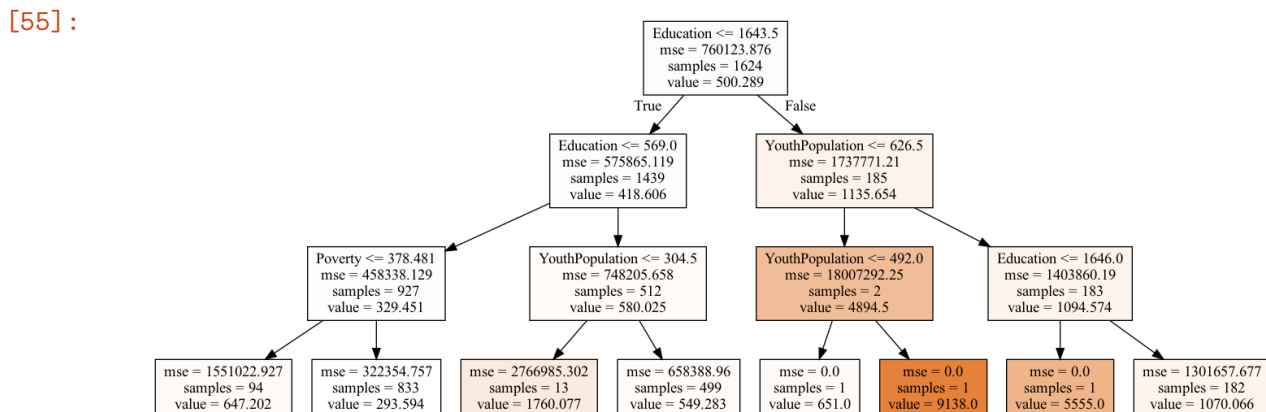 [55]:
Education <= 1643.5
mse = 760123.876
samples = 1624
value = 500.289
True
False
Education <= 569.0
mse = 575865.119
samples = 1439
value = 418.606
YouthPopulation <= 626.5
mse = 1737771.21
samples = 185
value = 1135.654
Poverty <= 378.481
mse = 458338.129
samples = 927
value = 329.451
YouthPopulation <= 304.5
mse = 748205.658
samples = 512
value = 580.025
YouthPopulation <= 492.0
mse = 18007292.25
samples = 2
value = 4894.5
Education <= 1646.0
mse = 1403860.19
samples = 183
value = 1094.574
mse = 1551022.927
samples = 94
value = 647.202
mse = 322354.757
samples = 833
value = 293.594
mse = 2766985.302
samples = 13
value = 1760.077
mse = 658388.96
samples = 499
value = 549.283
mse = 0.0
samples = 1
value = 651.0
mse = 0.0
samples = 1
value = 9138.0
mse = 0.0
samples = 1
value = 5555.0
mse = 1301657.677
samples = 182
value = 1070.066